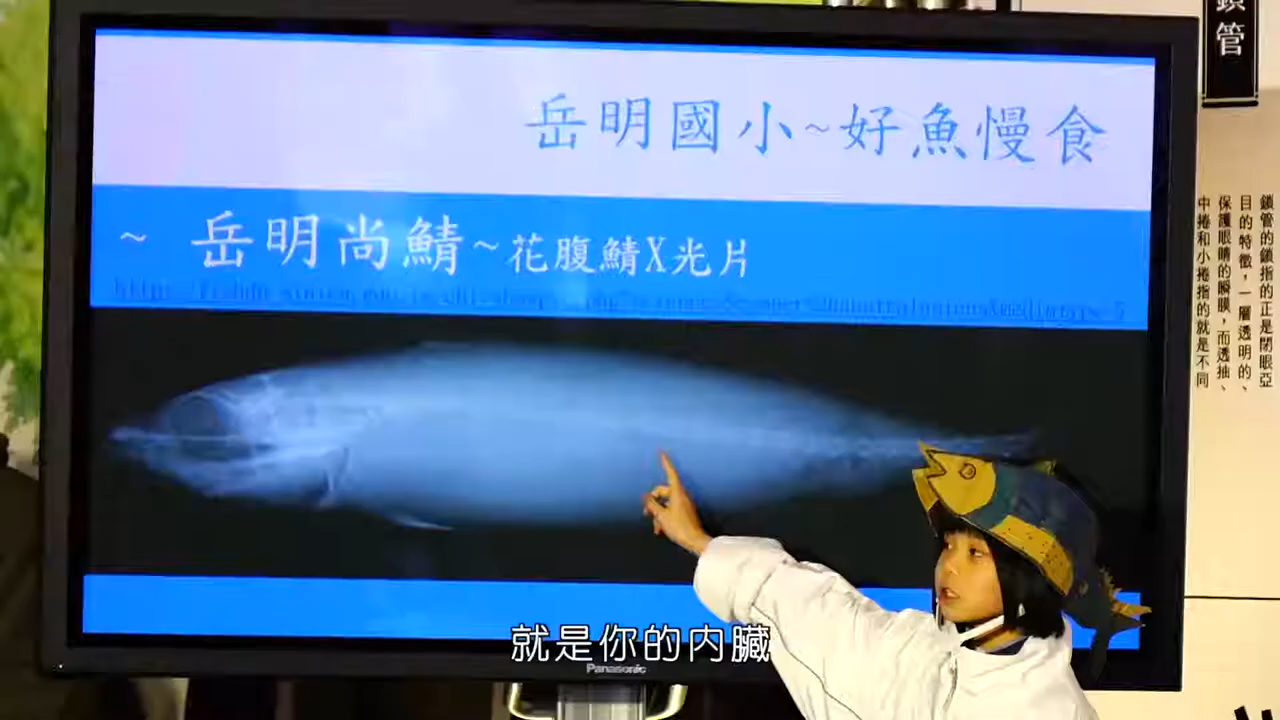 岳明國小~好魚慢食
~ 岳明尚鯖~花腹鯖X光片
就是你的內臟
Panasonic
鎖管
鎖管的鎖指的正是閉眼亞
目的特徵，一層透明的、
保護眼睛的瞬膜，而透抽、
中捲和小捲指的就是不同